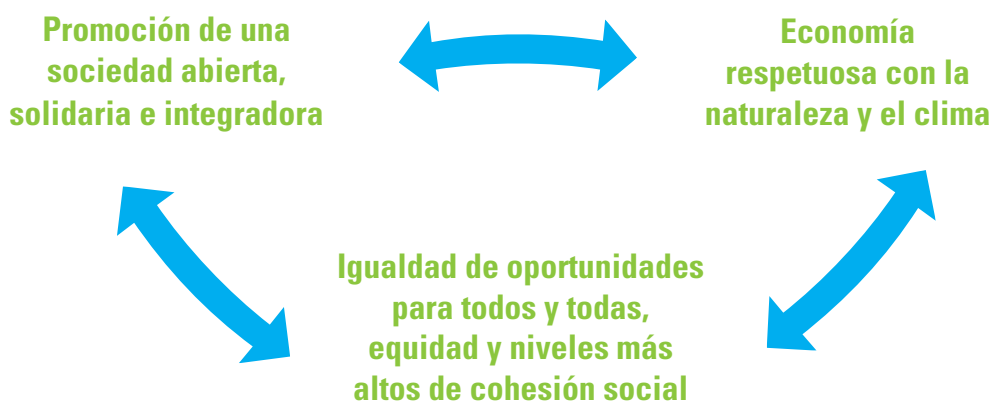 Promoción de una
sociedad abierta,
solidaria e integradora
Economía
respetuosa con la
naturaleza y el clima
Igualdad de oportunidades
para todos y todas,
equidad y niveles más
altos de cohesión social